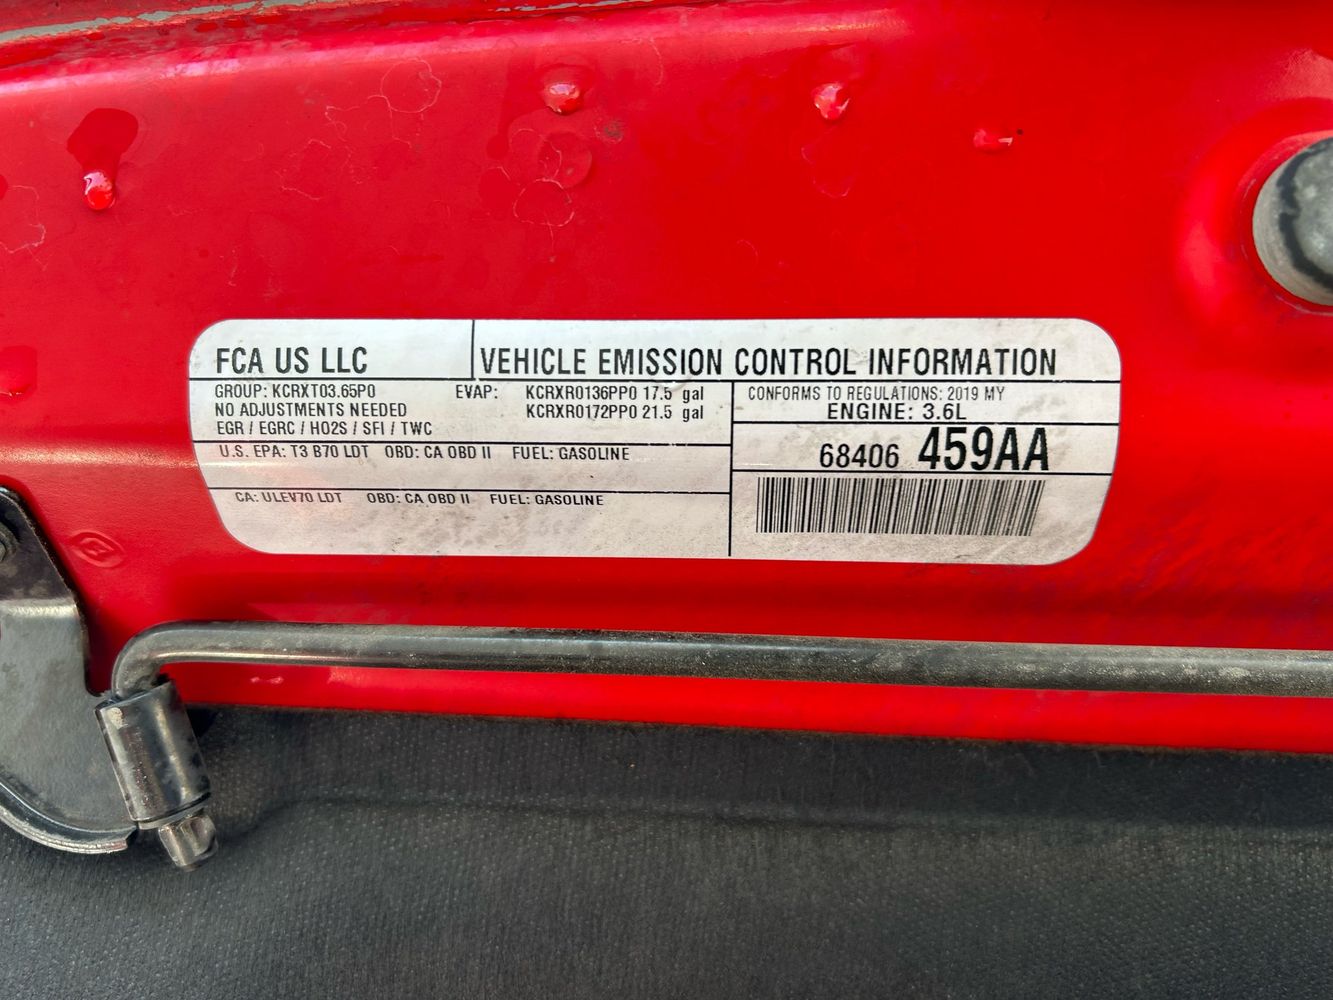 FCA US LLC
VEHICLE EMISSION CONTROL INFORMATION
GROUP: KCRXT03.65P0
NO ADJUSTMENTS NEEDED
EGR / EGRC / HO2S / SFI / TWC
EVAP: KCRXR0136PP0 17.5 gal
KCRXR0172PP0 21.5 gal
U.S. EPA: T3 B70 LDT OBD: CA OBD II FUEL: GASOLINE
CA: ULEV70 LDT OBD: CA OBD II FUEL: GASOLINE
CONFORMS TO REGULATIONS: 2019 MY
ENGINE: 3.6L
68406 459AA